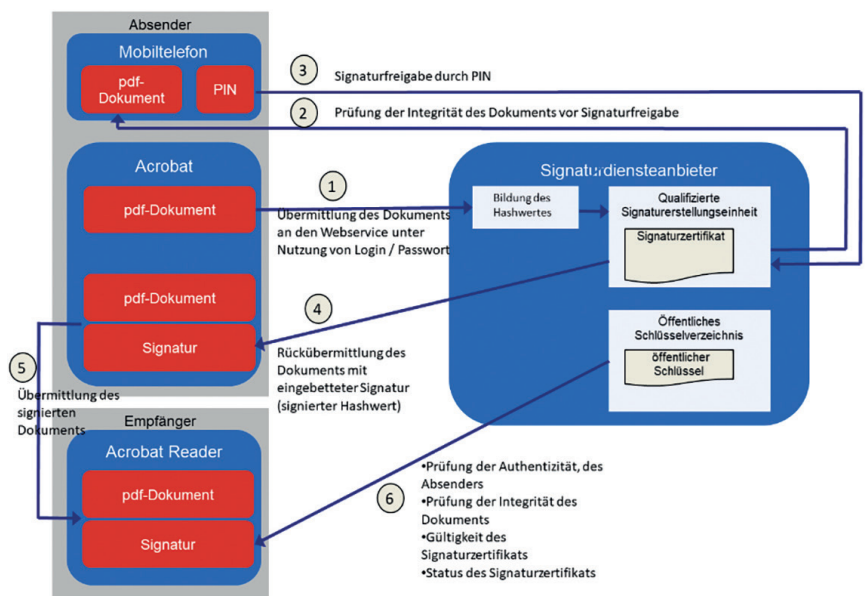 Absender
Mobiltelefon
pdf-
Dokument
PIN
3
Signaturfreigabe durch PIN
2
Prüfung der Integrität des Dokuments vor Signaturfreigabe
Acrobat
pdf-Dokument
1
Übermittlung des Dokuments
an den Webservice unter
Nutzung von Login / Passwort
Signaturdiensteanbieter
Bildung des
Hashwertes
Qualifizierte
Signaturerstellungseinheit
Signaturzertifikat
pdf-Dokument
Signatur
4
Rückübermittlung des
Dokuments mit
eingebetteter Signatur
(signierter Hashwert)
Öffentliches
Schlüsselverzeichnis
öffentlicher
Schlüssel
5
Übermittlung des
signierten
Dokuments
Empfänger
Acrobat Reader
pdf-Dokument
Signatur
6
•Prüfung der Authentizität, des
Absenders
•Prüfung der Integrität des
Dokuments
•Gültigkeit des
Signaturzertifikats
•Status des Signaturzertifikats